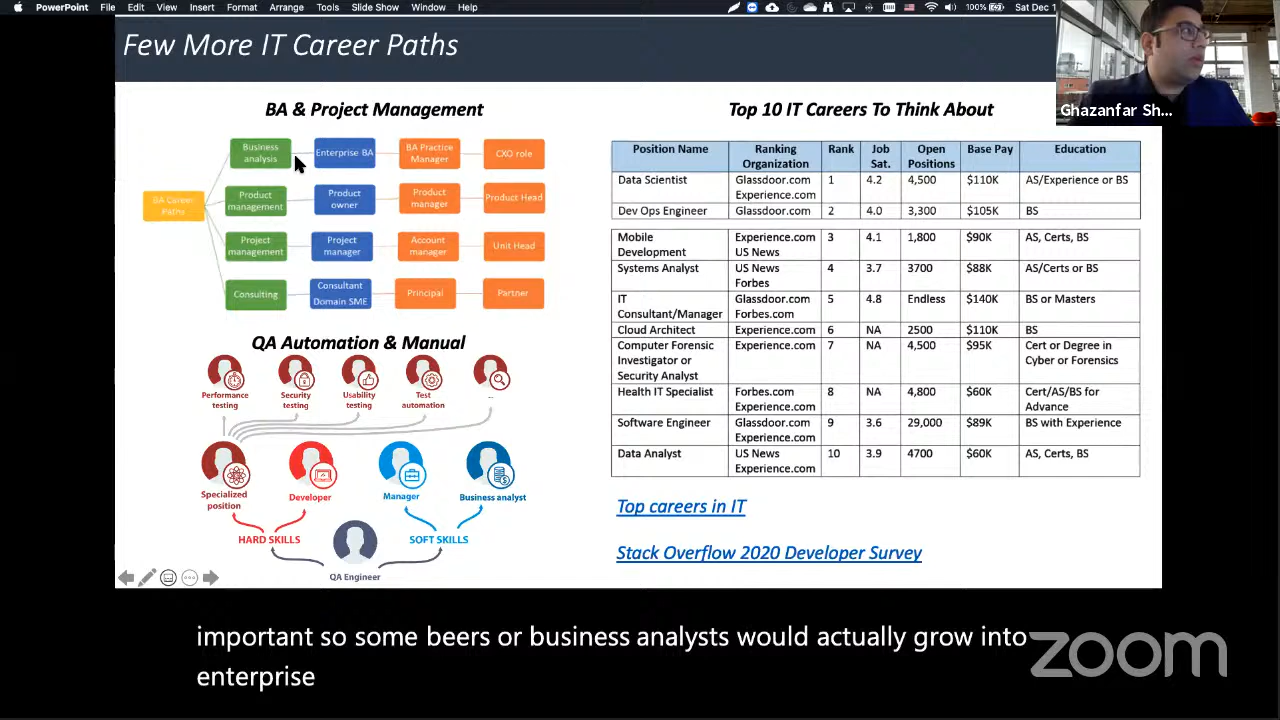 PowerPoint File Edit View Insert Format Arrange Tools Slide Show Window Help 100% Sat Dec 1
Few More IT Career Paths
Ghazanfar Sh...
BA & Project Management
BA Career Paths
Business analysis
Enterprise BA
BA Practice Manager
CXO role
Product management
Product owner
Product manager
Product Head
Project management
Project manager
Account manager
Unit Head
Consulting
Consultant Domain SME
Principal
Partner
QA Automation & Manual
Performance testing
Security testing
Usability testing
Test automation
...
Specialized position
Developer
Manager
Business analyst
HARD SKILLS
SOFT SKILLS
QA Engineer
Top 10 IT Careers To Think About
Position Name Ranking Organization Rank Job Sat. Open Positions Base Pay Education
Data Scientist Glassdoor.com Experience.com 1 4.2 4,500 $110K AS/Experience or BS
Dev Ops Engineer Glassdoor.com 2 4.0 3,300 $105K BS
Mobile Development Experience.com US News 3 4.1 1,800 $90K AS, Certs, BS
Systems Analyst US News Forbes 4 3.7 3700 $88K AS/Certs or BS
IT Consultant/Manager Glassdoor.com Forbes.com 5 4.8 Endless $140K BS or Masters
Cloud Architect Experience.com 6 NA 2500 $110K BS
Computer Forensic Investigator or Security Analyst Experience.com 7 NA 4,500 $95K Cert or Degree in Cyber or Forensics
Health IT Specialist Forbes.com Experience.com 8 NA 4,800 $60K Cert/AS/BS for Advance
Software Engineer Glassdoor.com Experience.com 9 3.6 29,000 $89K BS with Experience
Data Analyst US News Experience.com 10 3.9 4700 $60K AS, Certs, BS
Top careers in IT
Stack Overflow 2020 Developer Survey
important so some beers or business analysts would actually grow into
enterprise
zoom